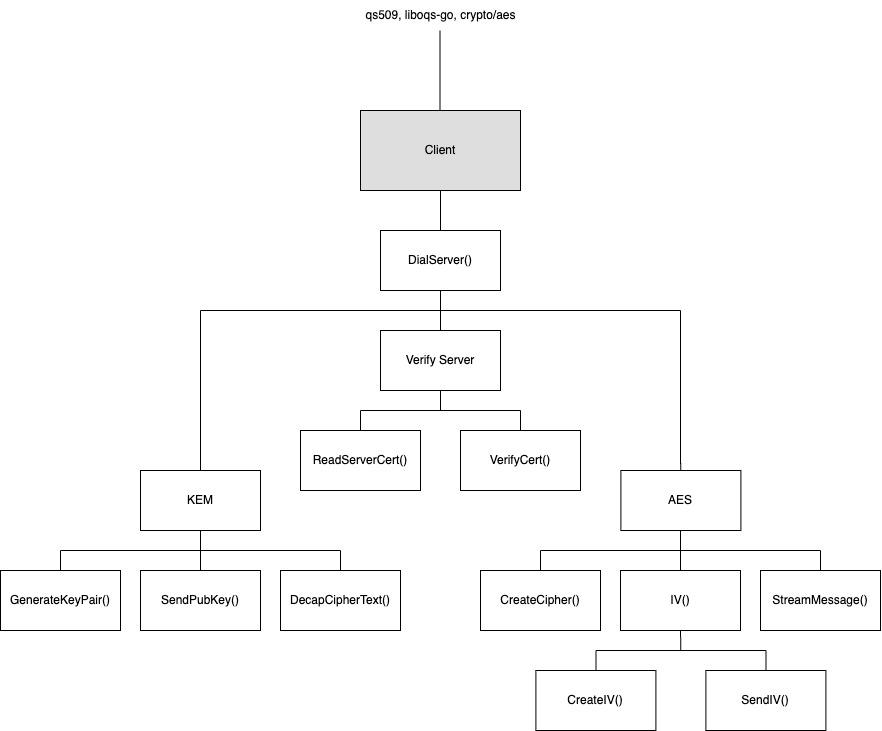 qs509, liboqs-go, crypto/aes
Client
DialServer()
Verify Server
ReadServerCert()
VerifyCert()
KEM
AES
GenerateKeyPair()
SendPubKey()
DecapCipherText()
CreateCipher()
IV()
StreamMessage()
CreateIV()
SendIV()